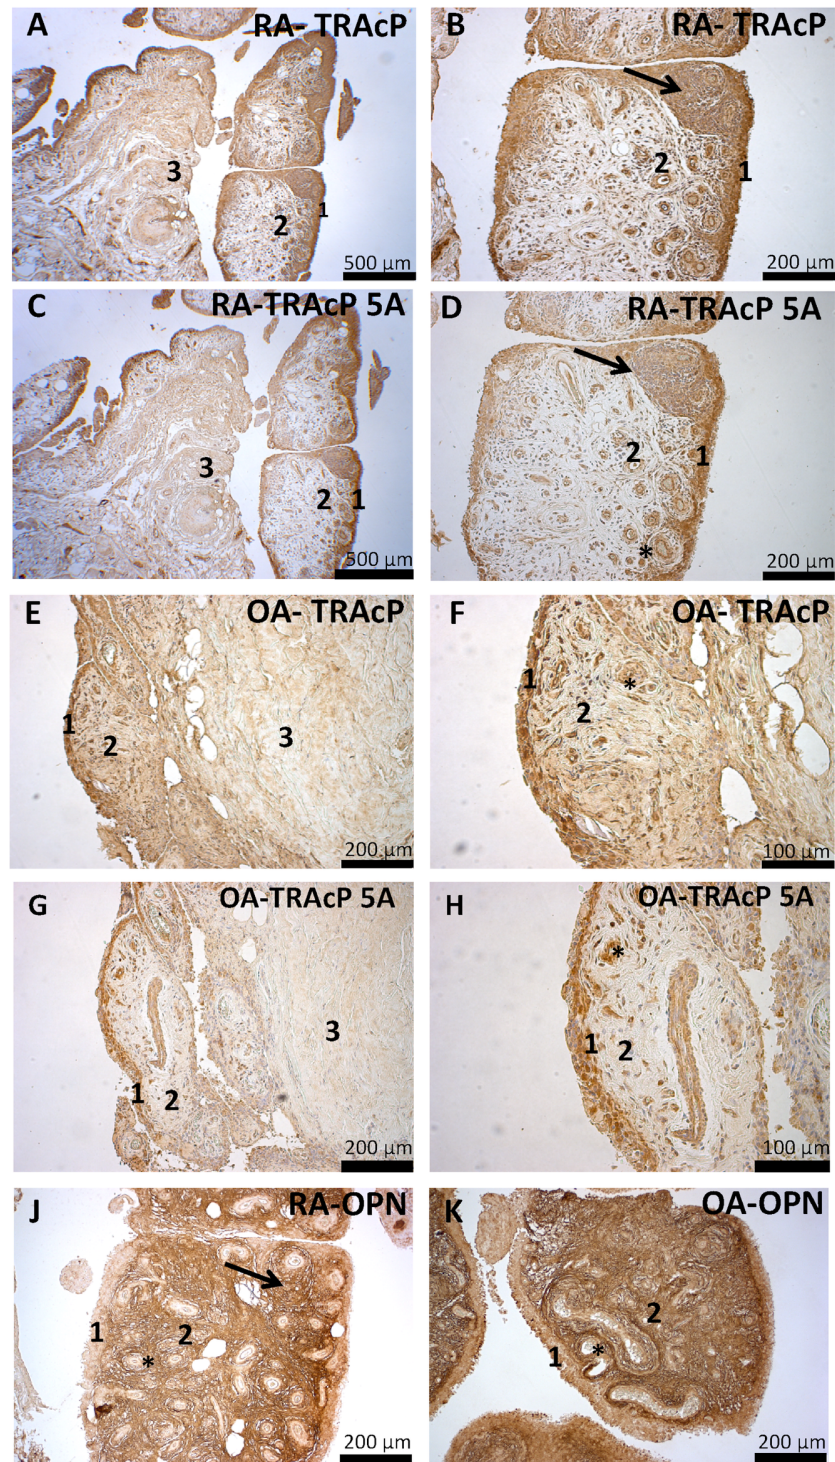 A RA- TRAcP
3
2
1
500 µm
B RA- TRAcP
2
1
200 µm
C RA-TRAcP 5A
3
2
1
500 µm
D RA-TRAcP 5A
2
1
*
200 µm
E OA- TRAcP
1
2
3
200 µm
F OA- TRAcP
1
*
2
100 µm
G OA-TRAcP 5A
3
1
2
200 µm
H OA-TRAcP 5A
*
1
2
100 µm
J RA-OPN
1
2
*
200 µm
K OA-OPN
2
1
*
200 µm